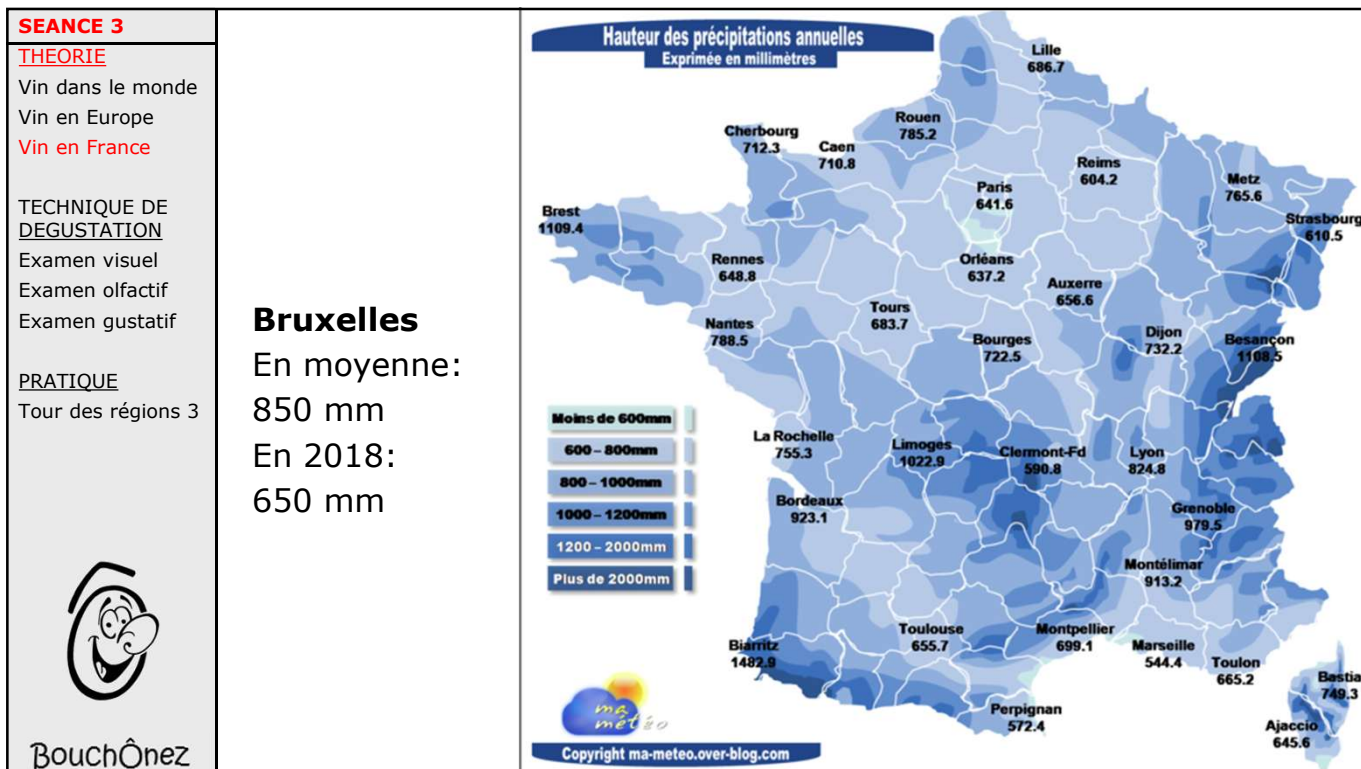 SEANCE 3
THEORIE
Vin dans le monde
Vin en Europe
Vin en France
TECHNIQUE DE
DEGUSTATION
Examen visuel
Examen olfactif
Examen gustatif
PRATIQUE
Tour des régions 3
BouchÔnez
Bruxelles
En moyenne:
850 mm
En 2018:
650 mm
Hauteur des précipitations annuelles
Exprimée en millimètres
Lille
686.7
Rouen
785.2
Cherbourg
712.3
Caen
710.8
Reims
604.2
Metz
765.6
Paris
641.6
Strasbourg
610.5
Brest
1109.4
Rennes
648.8
Orléans
637.2
Auxerre
656.6
Tours
683.7
Nantes
788.5
Bourges
722.5
Dijon
732.2
Besançon
1108.5
Moins de 600mm
600 – 800mm
800 – 1000mm
1000 – 1200mm
1200 – 2000mm
Plus de 2000mm
La Rochelle
755.3
Limoges
1022.9
Clermont-Fd
590.8
Lyon
824.8
Bordeaux
923.1
Grenoble
979.5
Montélimar
913.2
Biarritz
1482.9
Toulouse
655.7
Montpellier
699.1
Marseille
544.4
Toulon
665.2
Bastia
749.3
Perpignan
572.4
Ajaccio
645.6
ma
météo
Copyright ma-meteo.over-blog.com